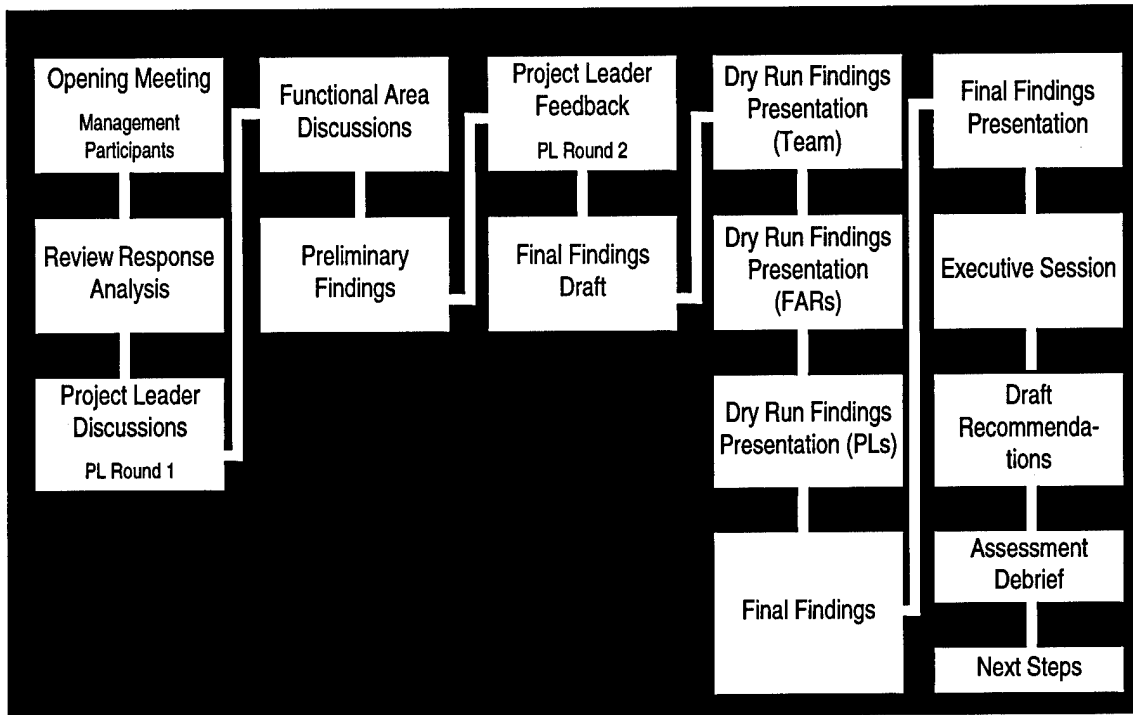 Opening Meeting
Management
Participants
Review Response
Analysis
Project Leader
Discussions
PL Round 1
Functional Area
Discussions
Preliminary
Findings
Project Leader
Feedback
PL Round 2
Final Findings
Draft
Dry Run Findings
Presentation
(Team)
Dry Run Findings
Presentation
(FARs)
Dry Run Findings
Presentation (PLs)
Final Findings
Final Findings
Presentation
Executive Session
Draft
Recommenda-
tions
Assessment
Debrief
Next Steps